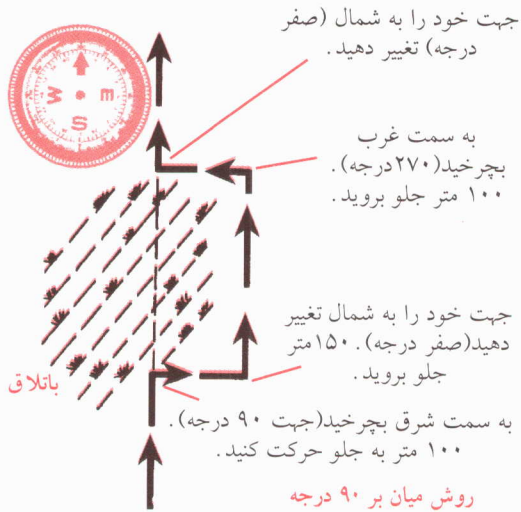 جهت خود را به شمال (صفر
درجه) تغییر دهید.
W E
S
به سمت غرب
بچرخید(۲۷۰درجه).
۱۰۰ متر جلو بروید.
جهت خود را به شمال تغییر
دهید(صفر درجه). ۱۵۰متر
جلو بروید.
باتلاق
به سمت شرق بچرخید(جهت ۹۰ درجه).
۱۰۰ متر به جلو حرکت کنید.
روش میان بر ۹۰ درجه